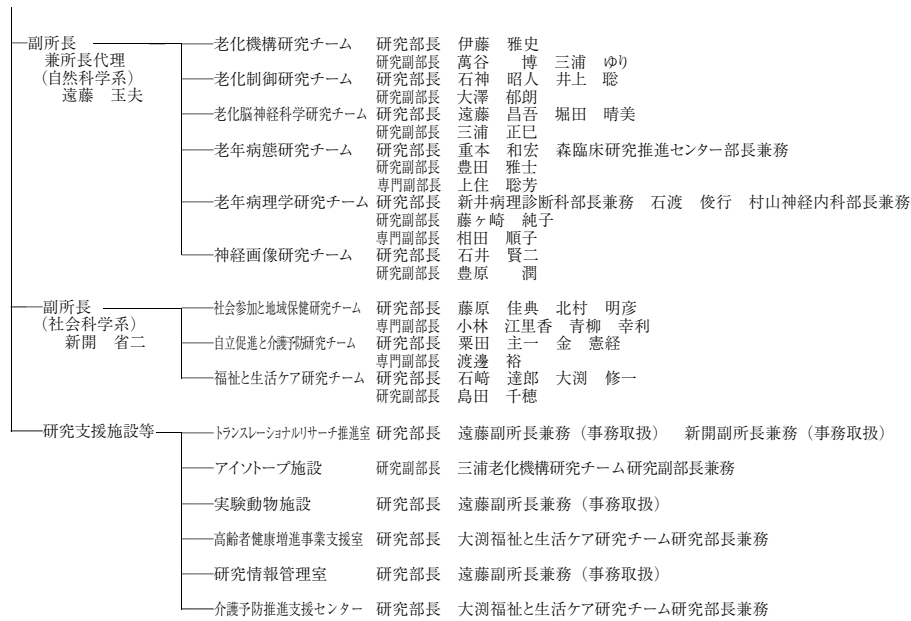 副所長 老化機構研究チーム 研究部長 伊藤 雅史
兼所長代理 研究副部長 萬谷 博 三浦 ゆり
(自然科学系) 老化制御研究チーム 研究部長 石神 昭人 井上 聡
遠藤 玉夫 研究副部長 大澤 郁朗
老化脳神経科学研究チーム 研究部長 遠藤 昌吾 堀田 晴美
研究副部長 三浦 正巳
老年病態研究チーム 研究部長 重本 和宏 森臨床研究推進センター部長兼務
研究副部長 豊田 雅士
専門副部長 上住 聡芳
老年病理学研究チーム 研究部長 新井病理診断科部長兼務 石渡 俊行 村山神経内科部長兼務
研究副部長 藤ヶ崎 純子
専門副部長 相田 順子
神経画像研究チーム 研究部長 石井 賢二
研究副部長 豊原 潤
副所長 社会参加と地域保健研究チーム 研究部長 藤原 佳典 北村 明彦
(社会科学系) 専門副部長 小林 江里香 青柳 幸利
新開 省二 自立促進と介護予防研究チーム 研究部長 粟田 主一 金 憲経
専門副部長 渡邊 裕
福祉と生活ケア研究チーム 研究部長 石﨑 達郎 大渕 修一
研究副部長 島田 千穂
研究支援施設等 トランスレーショナルリサーチ推進室 研究部長 遠藤副所長兼務(事務取扱) 新開副所長兼務(事務取扱)
アイソトープ施設 研究副部長 三浦老化機構研究チーム研究副部長兼務
実験動物施設 研究部長 遠藤副所長兼務(事務取扱)
高齢者健康増進事業支援室 研究部長 大渕福祉と生活ケア研究チーム研究部長兼務
研究情報管理室 研究部長 遠藤副所長兼務(事務取扱)
介護予防推進支援センター 研究部長 大渕福祉と生活ケア研究チーム研究部長兼務